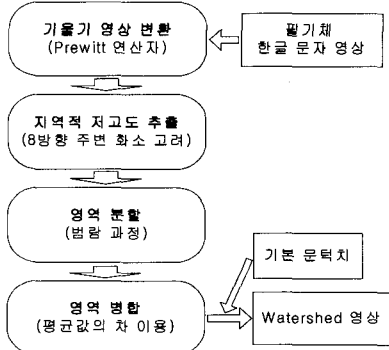 기울기 영상 변환
(Prewitt 연산자)
필기체
한글 문자 영상
지역적 저고도 추출
(8방향 주변 화소 고려)
영역 분할
(범람 과정)
기본 문턱치
영역 병합
(평균값의 차 이용)
Watershed 영상